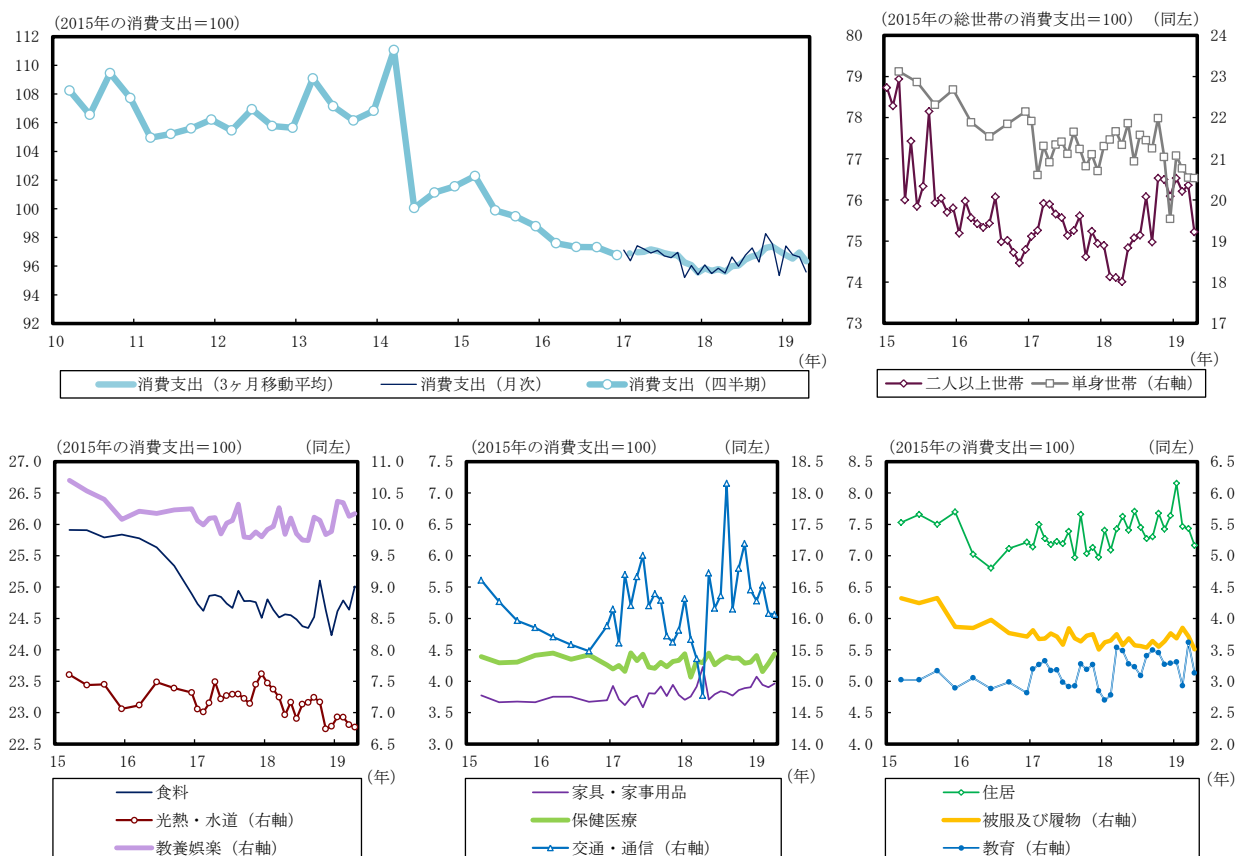 (2015年の消費支出＝100)
112
110
108
106
104
102
100
98
96
94
92
10 11 12 13 14 15 16 17 18 19
(年)
消費支出（3ヶ月移動平均） 消費支出（月次） 消費支出（四半期）
(2015年の総世帯の消費支出＝100) (同左)
80 24
79 23
78 22
77 21
76 20
75 19
74 18
73 17
15 16 17 18 19
(年)
二人以上世帯 単身世帯（右軸）
(2015年の消費支出＝100) (同左)
27.0 11.0
26.5 10.5
26.0 10.0
25.5 9.5
25.0 9.0
24.5 8.5
24.0 8.0
23.5 7.5
23.0 7.0
22.5 6.5
15 16 17 18 19
(年)
食料
光熱・水道（右軸）
教養娯楽（右軸）
(2015年の消費支出＝100) (同左)
7.5 18.5
7.0 18.0
6.5 17.5
6.0 17.0
5.5 16.5
5.0 16.0
4.5 15.5
4.0 15.0
3.5 14.5
3.0 14.0
15 16 17 18 19
(年)
家具・家事用品
保健医療
交通・通信（右軸）
(2015年の消費支出＝100) (同左)
8.5 6.5
8.0 6.0
7.5 5.5
7.0 5.0
6.5 4.5
6.0 4.0
5.5 3.5
5.0 3.0
4.5 2.5
4.0 2.0
15 16 17 18 19
(年)
住居
被服及び履物（右軸）
教育（右軸）